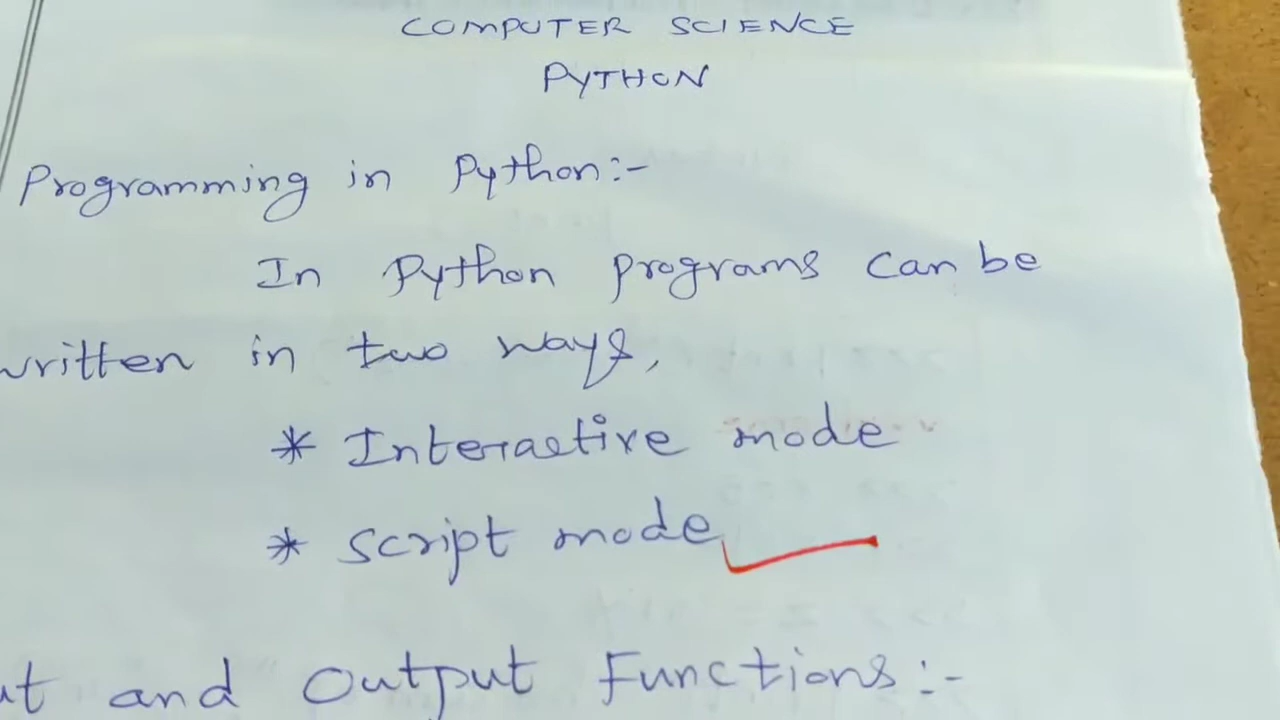 COMPUTER SCIENCE
PYTHON
Programming in Python:-
In Python programs can be
written in two ways,
* Interactive mode
* Script mode
and Output Functions:-